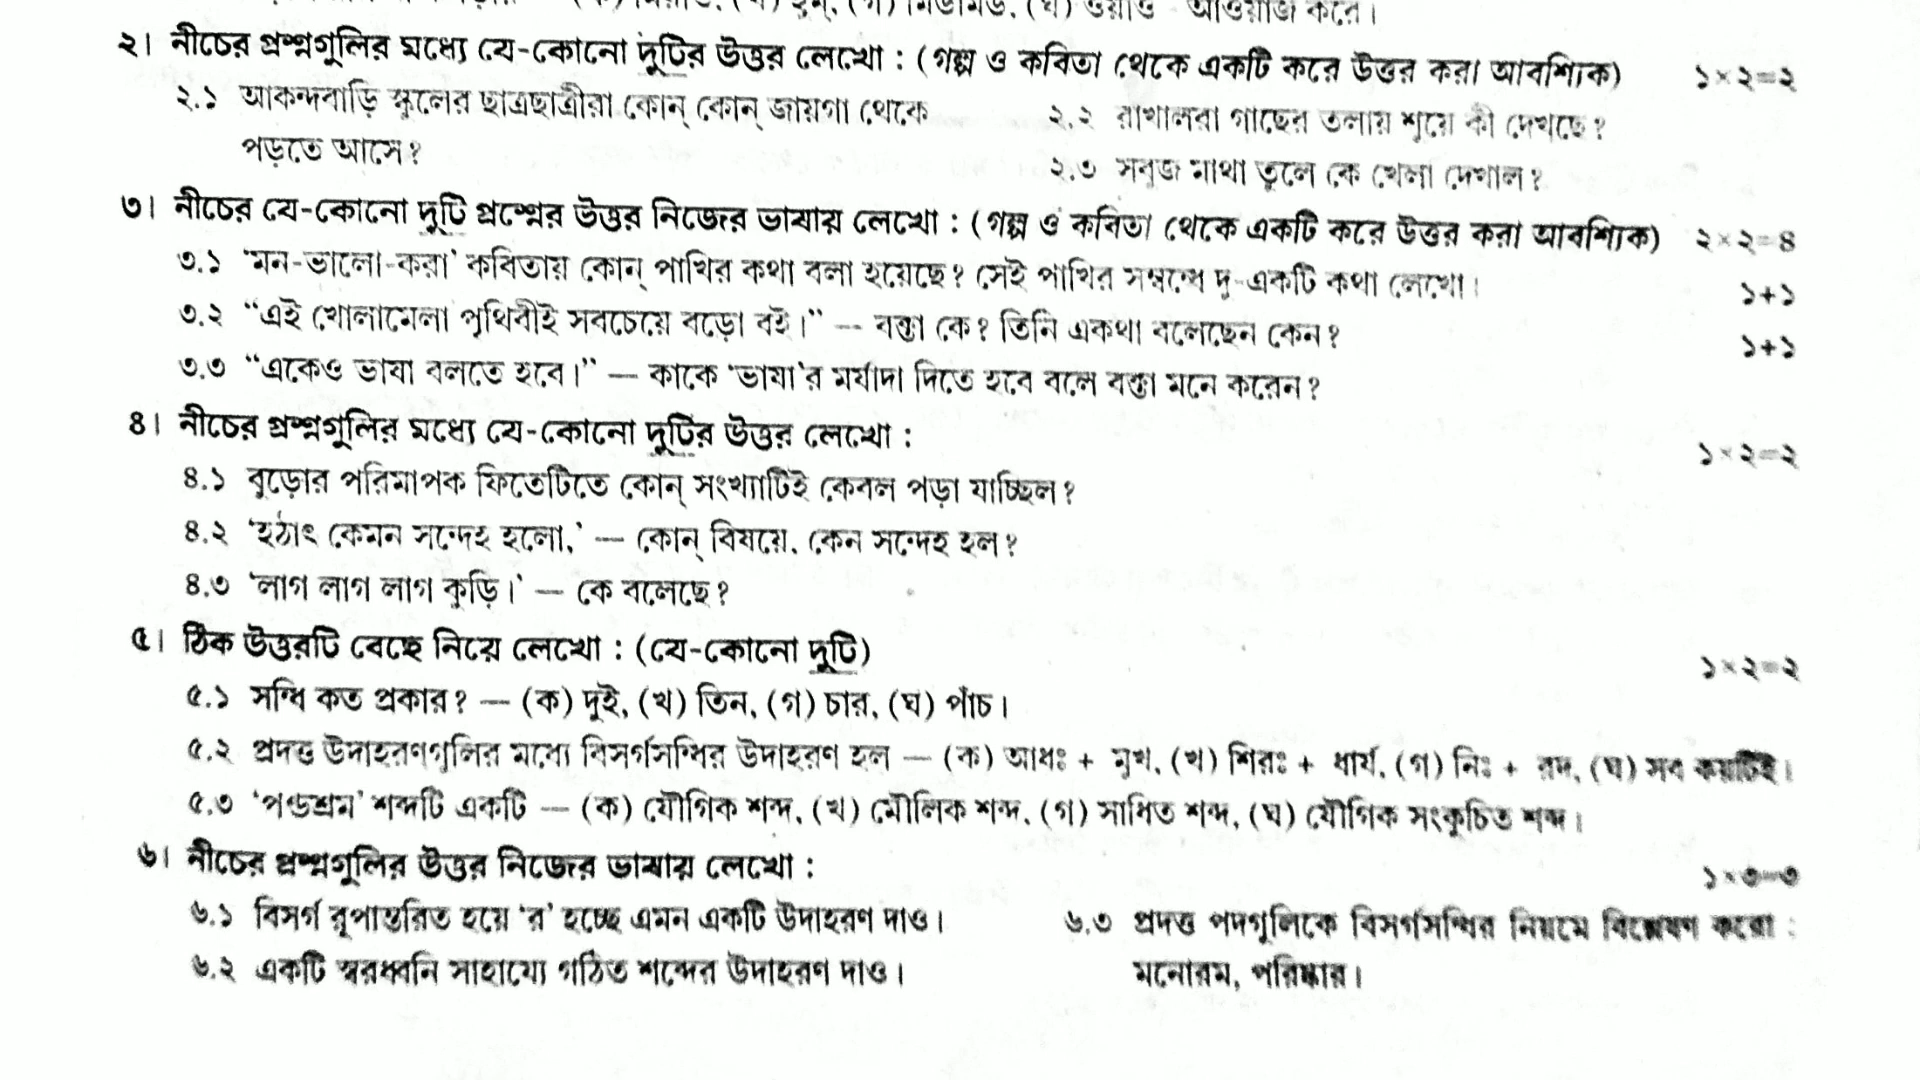 ২। নীচের প্রশ্নগুলির মধ্যে যে-কোনো দুটির উত্তর লেখো : (গল্প ও কবিতা থেকে একটি করে উত্তর করা আবশ্যিক) ১×২=২
২.১ আকন্দবাড়ি স্কুলের ছাত্রছাত্রীরা কোন্ কোন্ জায়গা থেকে
পড়তে আসে?
২.২ রাখালরা গাছের তলায় শুয়ে কী দেখছে?
২.৩ সবুজ মাথা তুলে কে খেলা দেখাল?
৩। নীচের যে-কোনো দুটি প্রশ্নের উত্তর নিজের ভাষায় লেখো : (গল্প ও কবিতা থেকে একটি করে উত্তর করা আবশ্যিক) ২×২=৪
৩.১ ‘মন-ভালো-করা’ কবিতায় কোন্ পাখির কথা বলা হয়েছে? সেই পাখির সম্বন্ধে দু-একটি কথা লেখো। ১+১
৩.২ “এই খোলামেলা পৃথিবীই সবচেয়ে বড়ো বই।” — বক্তা কে? তিনি একথা বলেছেন কেন? ১+১
৩.৩ “একেও ভাষা বলতে হবে।” — কাকে ‘ভাষা’র মর্যাদা দিতে হবে বলে বক্তা মনে করেন?
৪। নীচের প্রশ্নগুলির মধ্যে যে-কোনো দুটির উত্তর লেখো : ১×২=২
৪.১ বুড়োর পরিমাপক ফিতেটিতে কোন্ সংখ্যাটিই কেবল পড়া যাচ্ছিল?
৪.২ ‘হঠাৎ কেমন সন্দেহ হলো,’ — কোন্ বিষয়ে, কেন সন্দেহ হল?
৪.৩ ‘লাগ লাগ লাগ কুড়ি।’ — কে বলেছে?
৫। ঠিক উত্তরটি বেছে নিয়ে লেখো : (যে-কোনো দুটি) ১×২=২
৫.১ সন্ধি কত প্রকার? — (ক) দুই, (খ) তিন, (গ) চার, (ঘ) পাঁচ।
৫.২ প্রদত্ত উদাহরণগুলির মধ্যে বিসর্গসন্ধির উদাহরণ হল — (ক) আধঃ + মুখ, (খ) শিরঃ + ধার্য, (গ) নিঃ + রদ, (ঘ) সব কয়টিই।
৫.৩ ‘পণ্ডশ্রম’ শব্দটি একটি — (ক) যৌগিক শব্দ, (খ) মৌলিক শব্দ, (গ) সাধিত শব্দ, (ঘ) যৌগিক সংকুচিত শব্দ।
৬। নীচের প্রশ্নগুলির উত্তর নিজের ভাষায় লেখো : ১×৩=৩
৬.১ বিসর্গ রূপান্তরিত হয়ে ‘র’ হচ্ছে এমন একটি উদাহরণ দাও।
৬.২ একটি স্বরধ্বনি সাহায্যে গঠিত শব্দের উদাহরণ দাও।
৬.৩ প্রদত্ত পদগুলিকে বিসর্গসন্ধির নিয়মে বিশ্লেষণ করো :
মনোরম, পরিষ্কার।